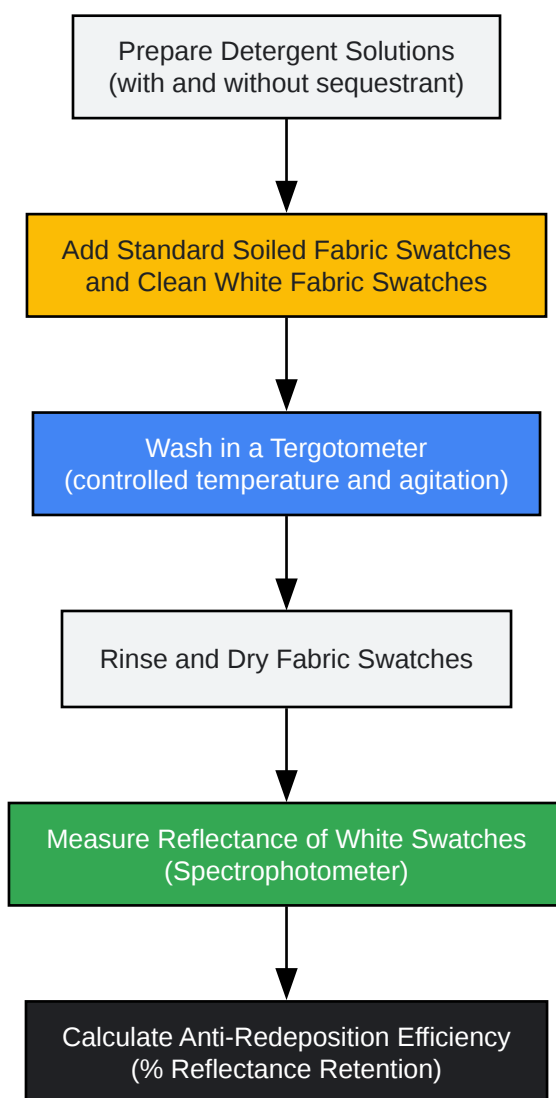 Prepare Detergent Solutions
(with and without sequestrant)
Add Standard Soiled Fabric Swatches
and Clean White Fabric Swatches
Wash in a Tergotometer
(controlled temperature and agitation)
Rinse and Dry Fabric Swatches
Measure Reflectance of White Swatches
(Spectrophotometer)
Calculate Anti-Redeposition Efficiency
(% Reflectance Retention)